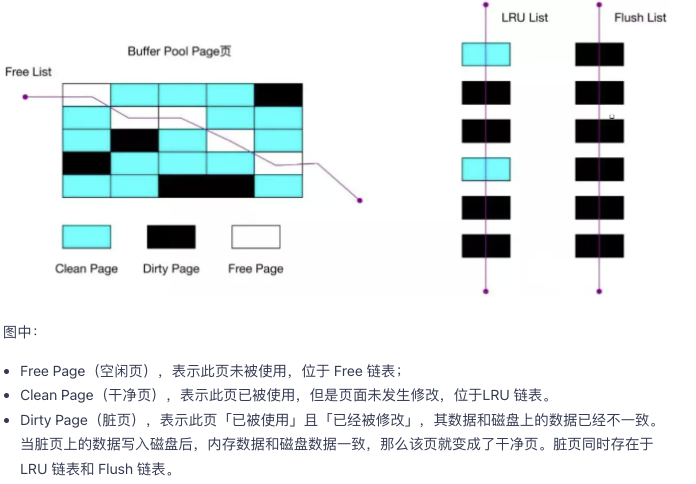 LRU List
Flush List
Buffer Pool Page页
Free List
Clean Page
Dirty Page
Free Page
图中：
Free Page（空闲页），表示此页未被使用，位于 Free 链表；
Clean Page（干净页），表示此页已被使用，但是页面未发生修改，位于LRU 链表。
Dirty Page（脏页），表示此页「已被使用」且「已经被修改」，其数据和磁盘上的数据已经不一致。
当脏页上的数据写入磁盘后，内存数据和磁盘数据一致，那么该页就变成了干净页。脏页同时存在于
LRU 链表和 Flush 链表。